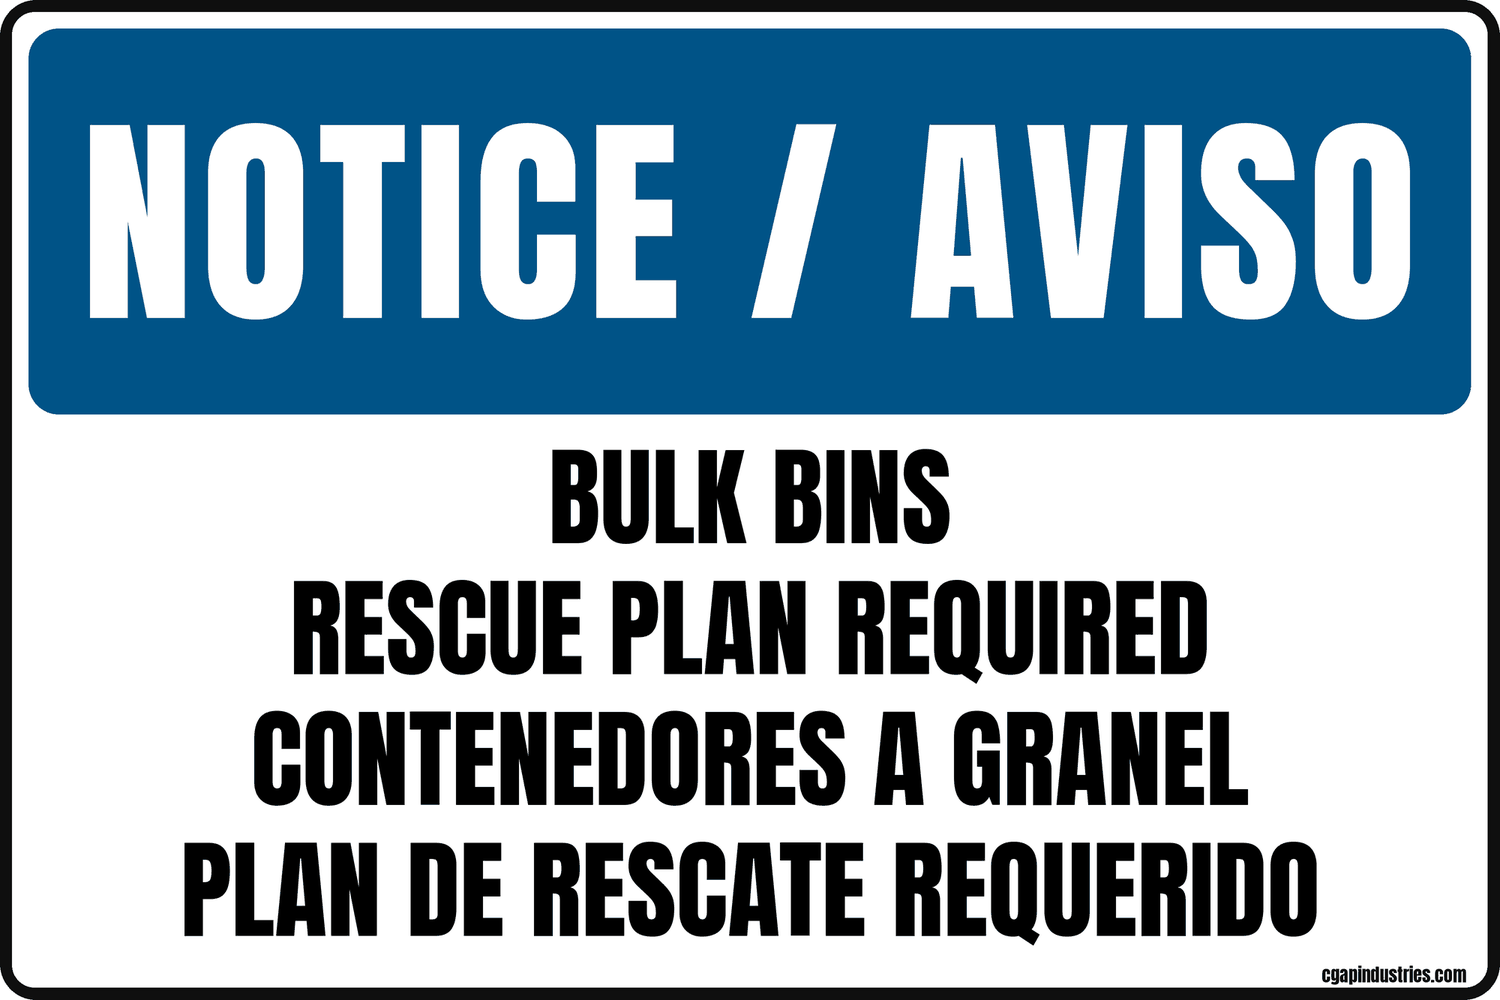 NOTICE / AVISO
BULK BINS
RESCUE PLAN REQUIRED
CONTENEDORES A GRANEL
PLAN DE RESCATE REQUERIDO
cgapindustries.com